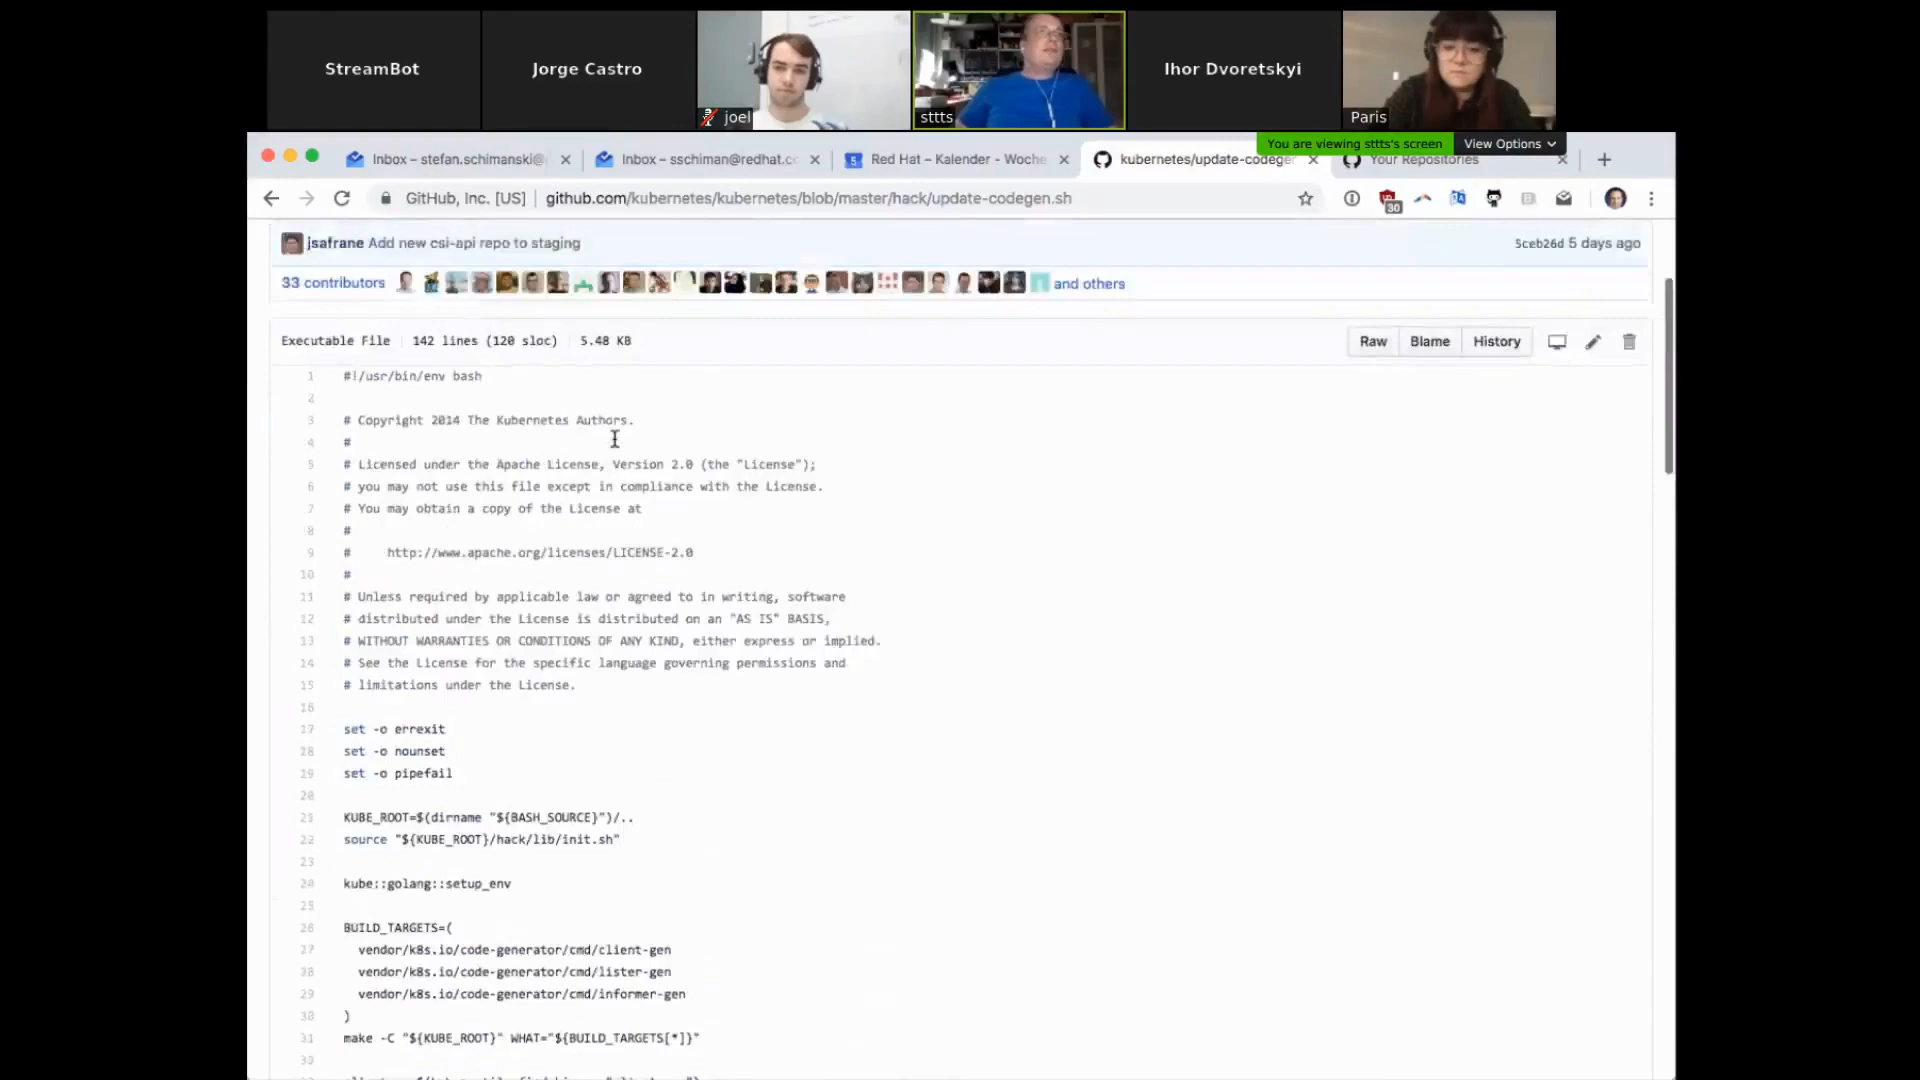 StreamBot
Jorge Castro
joel
sttts
Ihor Dvoretskyi
Paris
You are viewing sttts's screen
View Options
Inbox – stefan.schimanski@
Inbox – sschiman@redhat.cc
Red Hat – Kalender - Woche
kubernetes/update-codege
Your Repositories
GitHub, Inc. [US]
github.com/kubernetes/kubernetes/blob/master/hack/update-codegen.sh
30
jsafrane Add new csi-api repo to staging
5ceb26d 5 days ago
33 contributors
and others
Executable File
142 lines (120 sloc)
5.48 KB
Raw
Blame
History
1 #!/usr/bin/env bash
2
3 # Copyright 2014 The Kubernetes Authors.
4 #
5 # Licensed under the Apache License, Version 2.0 (the "License");
6 # you may not use this file except in compliance with the License.
7 # You may obtain a copy of the License at
8 #
9 #     http://www.apache.org/licenses/LICENSE-2.0
10 #
11 # Unless required by applicable law or agreed to in writing, software
12 # distributed under the License is distributed on an "AS IS" BASIS,
13 # WITHOUT WARRANTIES OR CONDITIONS OF ANY KIND, either express or implied.
14 # See the License for the specific language governing permissions and
15 # limitations under the License.
16
17 set -o errexit
18 set -o nounset
19 set -o pipefail
20
21 KUBE_ROOT=$(dirname "${BASH_SOURCE}")/..
22 source "${KUBE_ROOT}/hack/lib/init.sh"
23
24 kube::golang::setup_env
25
26 BUILD_TARGETS=(
27   vendor/k8s.io/code-generator/cmd/client-gen
28   vendor/k8s.io/code-generator/cmd/lister-gen
29   vendor/k8s.io/code-generator/cmd/informer-gen
30 )
31 make -C "${KUBE_ROOT}" WHAT="${BUILD_TARGETS[*]}"